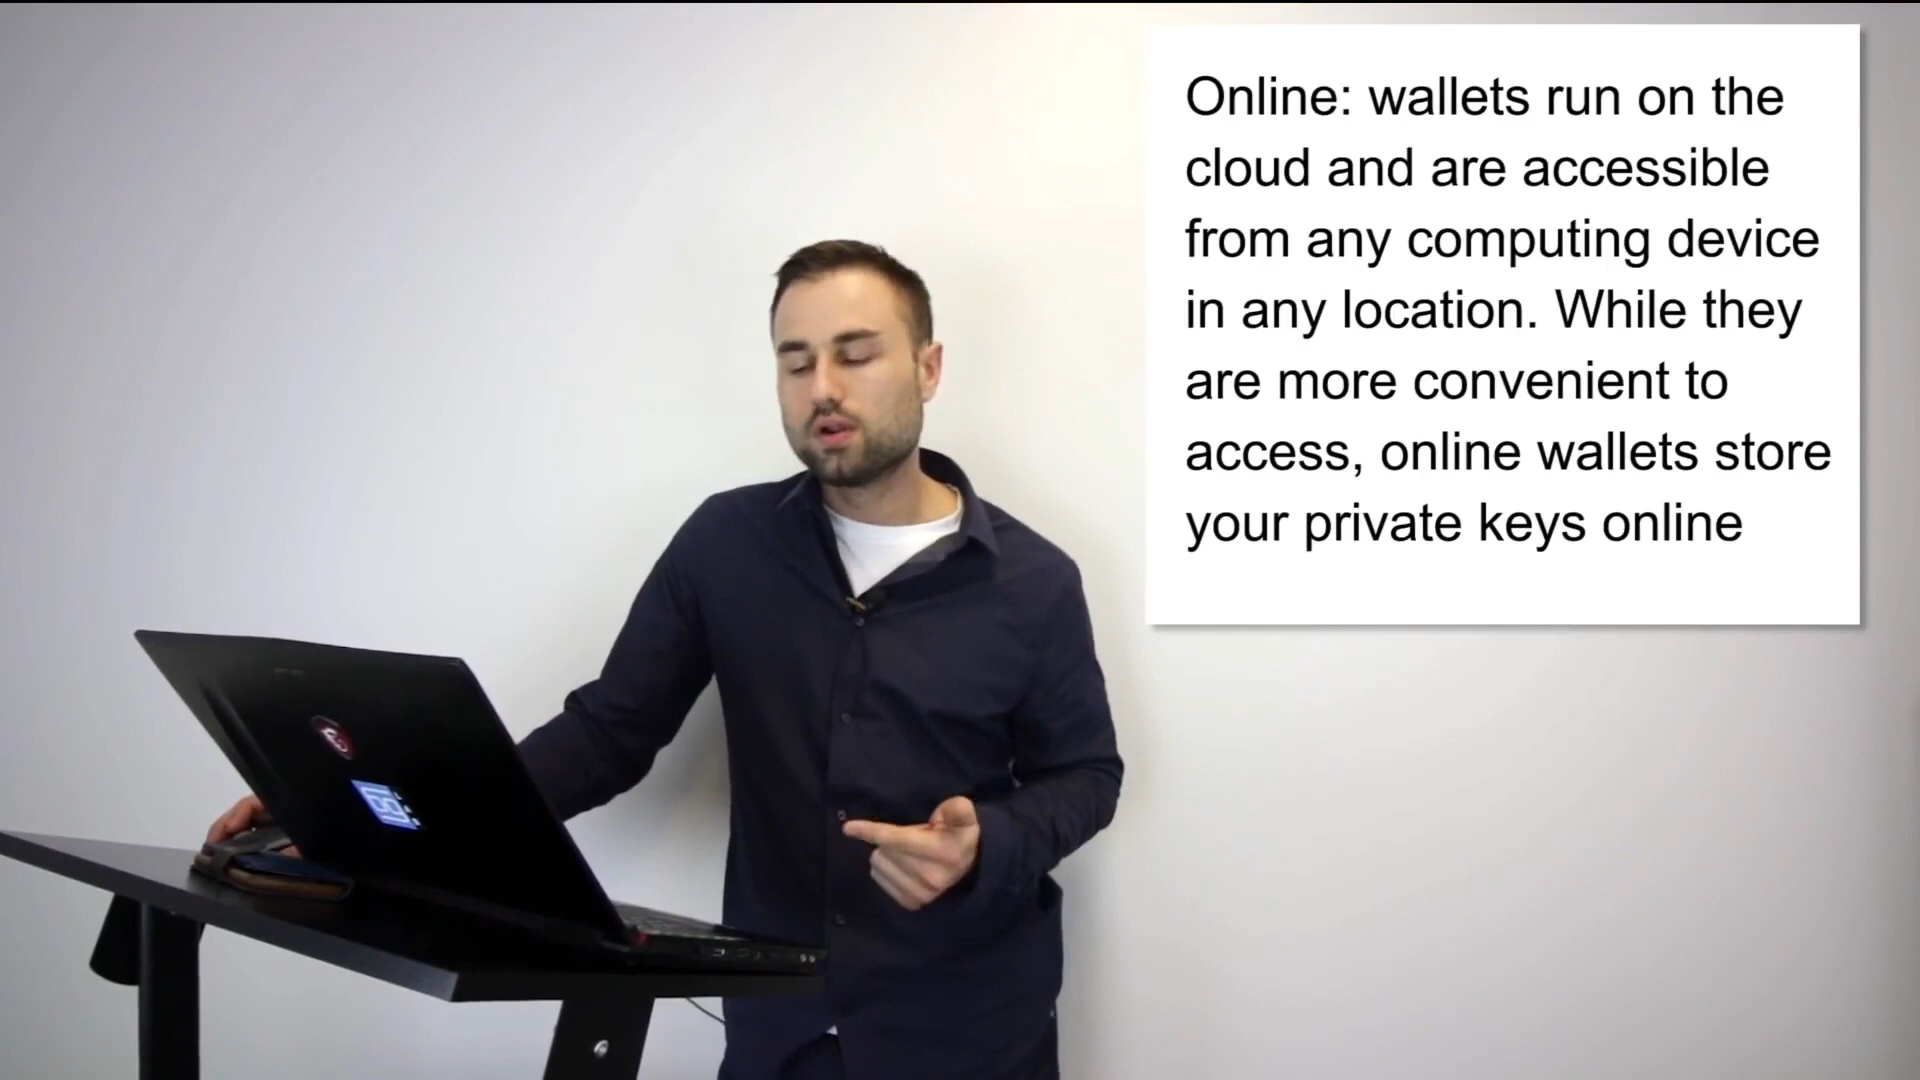 Online: wallets run on the
cloud and are accessible
from any computing device
in any location. While they
are more convenient to
access, online wallets store
your private keys online